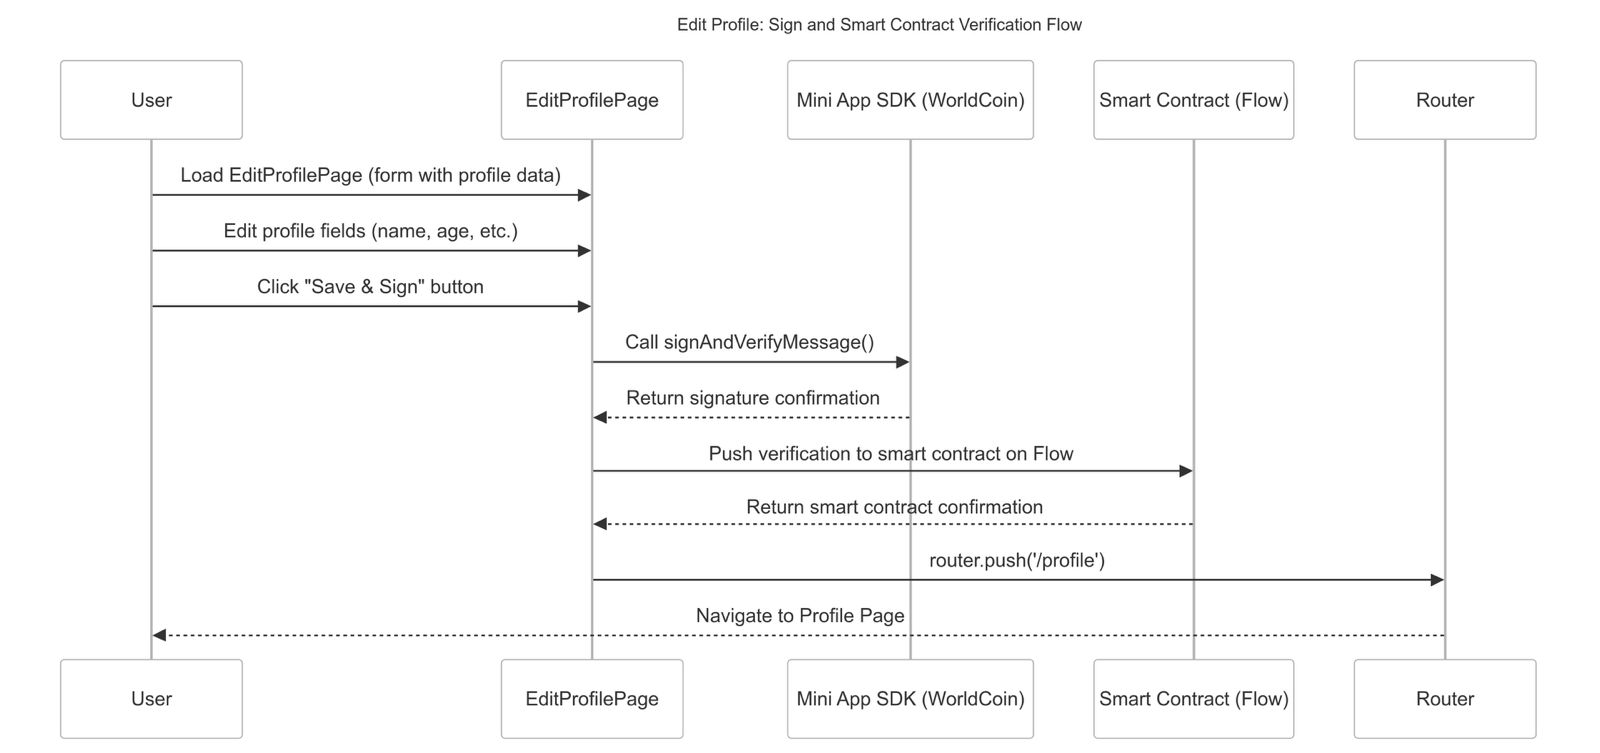 Edit Profile: Sign and Smart Contract Verification Flow
User
EditProfilePage
Mini App SDK (WorldCoin)
Smart Contract (Flow)
Router
Load EditProfilePage (form with profile data)
Edit profile fields (name, age, etc.)
Click "Save & Sign" button
Call signAndVerifyMessage()
Return signature confirmation
Push verification to smart contract on Flow
Return smart contract confirmation
router.push('/profile')
Navigate to Profile Page
User
EditProfilePage
Mini App SDK (WorldCoin)
Smart Contract (Flow)
Router